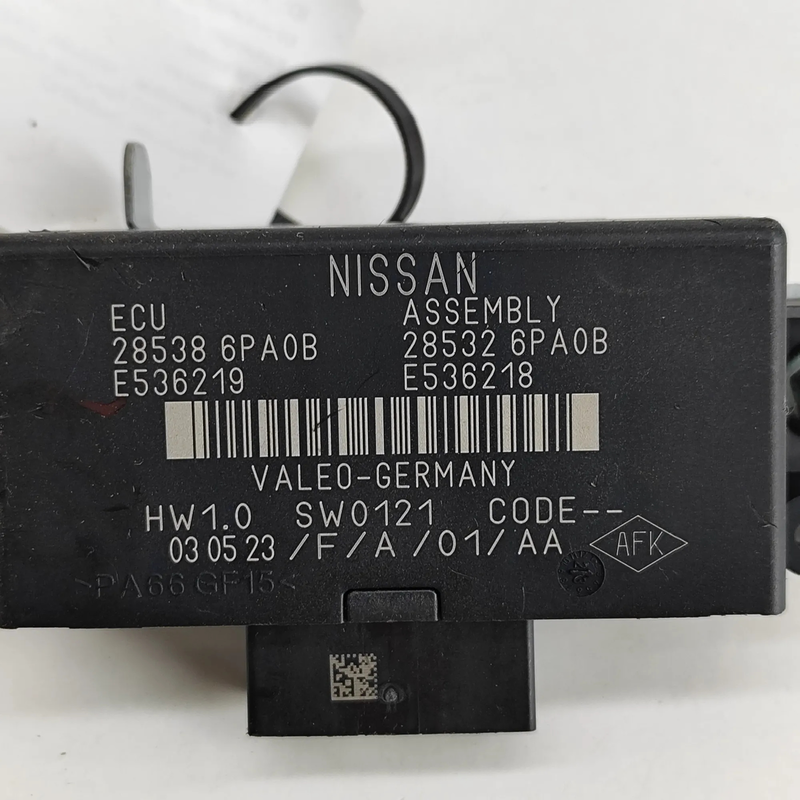 NISSAN
ECU ASSEMBLY
28538 6PA0B 28532 6PA0B
E536219 E536218
VALEO-GERMANY
HW1.0 SW0121 CODE--
03 05 23 /F/A/01/AA AFK
>PA66 GF15<